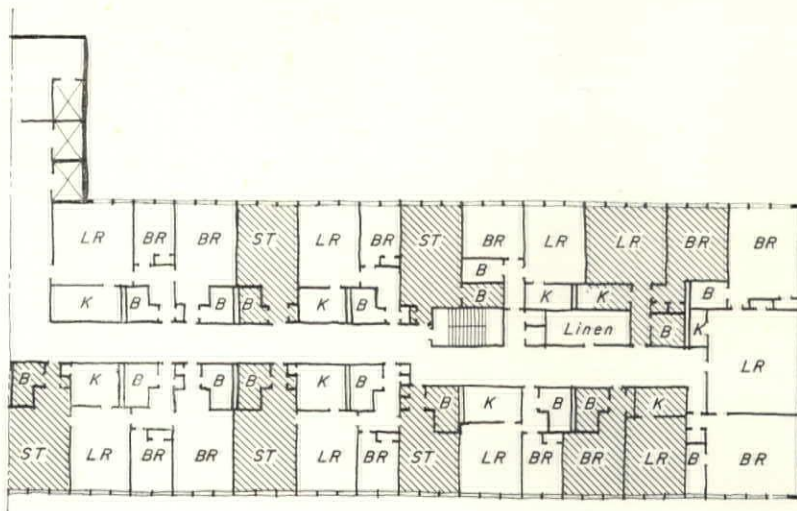 LR BR BR ST LR BR ST BR LR LR BR BR
B
K B B B K B B K K B
Linen B K
LR
B K B B B K B B K B B K
ST LR BR BR ST LR BR ST LR BR BR LR B BR